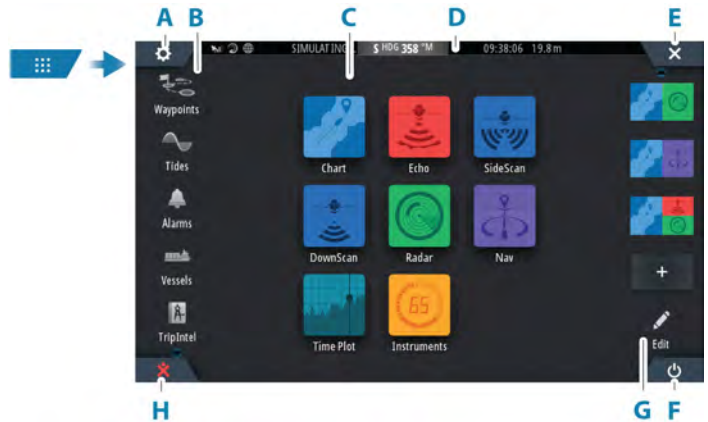 A B C D E
SIMULATING S HDG 358 °M 09:38:06 19.8 m
Waypoints
Tides
Alarms
Vessels
TripIntel
Chart Echo SideScan
DownScan Radar Nav
65
Time Plot Instruments
+
Edit
H G F